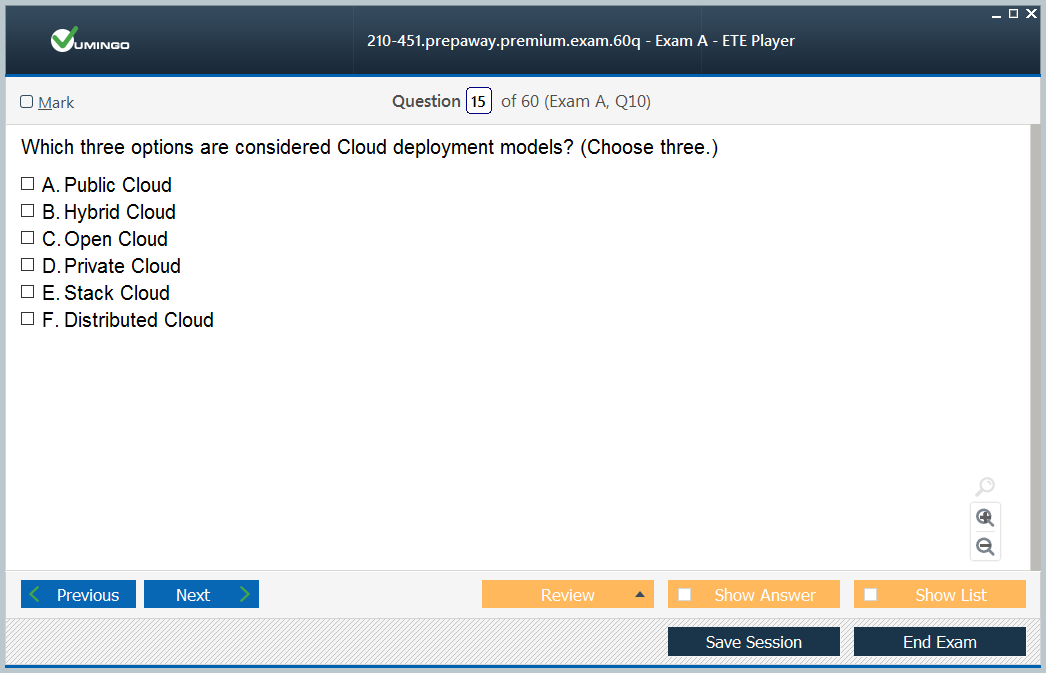 VUMINGO
210-451.prepaway.premium.exam.60q - Exam A - ETE Player
Mark
Question 15 of 60 (Exam A, Q10)
Which three options are considered Cloud deployment models? (Choose three.)
A. Public Cloud
B. Hybrid Cloud
C. Open Cloud
D. Private Cloud
E. Stack Cloud
F. Distributed Cloud
Previous
Next
Review
Show Answer
Show List
Save Session
End Exam